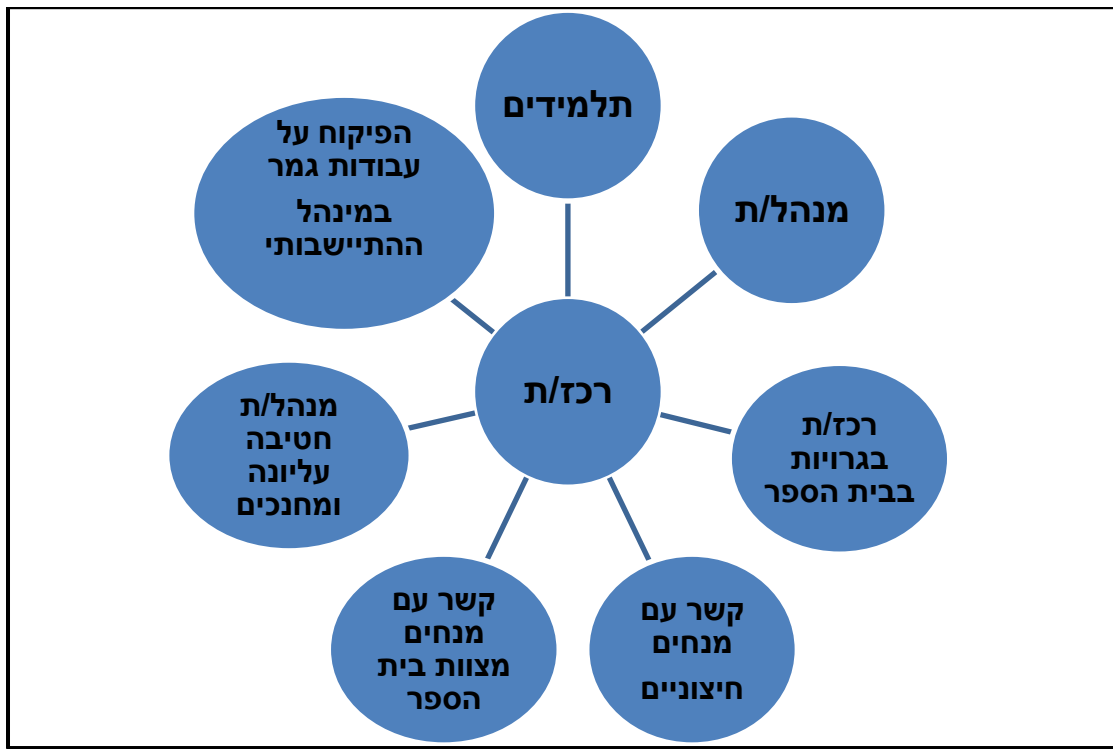 תלמידים
מנהל/ת
רכז/ת
בגרויות
בבית הספר
קשר עם
מנחים
חיצוניים
קשר עם
מנחים
מצוות בית
הספר
מנהל/ת
חטיבה
עליונה
ומחנכים
הפיקוח על
עבודות גמר
במינהל
ההתיישבותי
רכז/ת